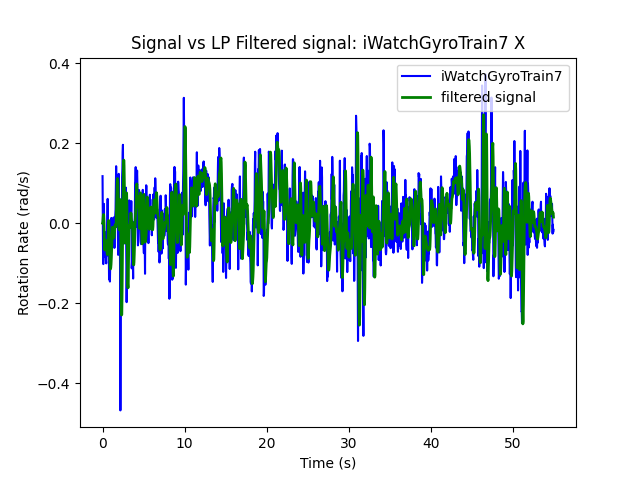 Signal vs LP Filtered signal: iWatchGyroTrain7 X
iWatchGyroTrain7
filtered signal
Rotation Rate (rad/s)
0.4
0.2
0.0
−0.2
−0.4
0
10
20
30
40
50
Time (s)